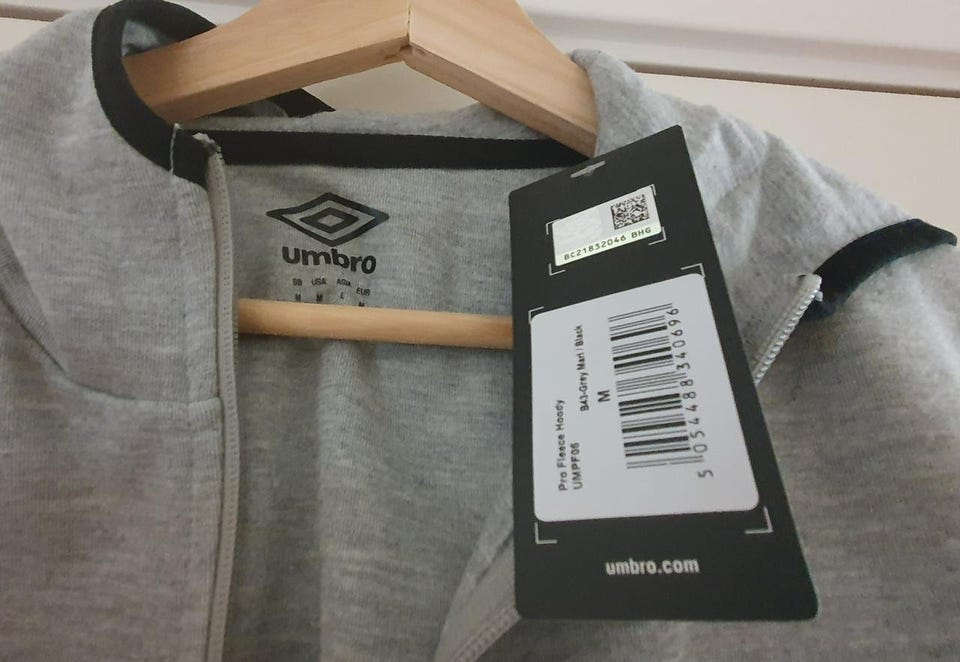 umbro
GB USA ASIA EUR
M M L M
BC21832046 BHG
Pro Fleece Hoody
UMPF06
B43-Grey Marl / Black
M
5 054488 340696
umbro.com